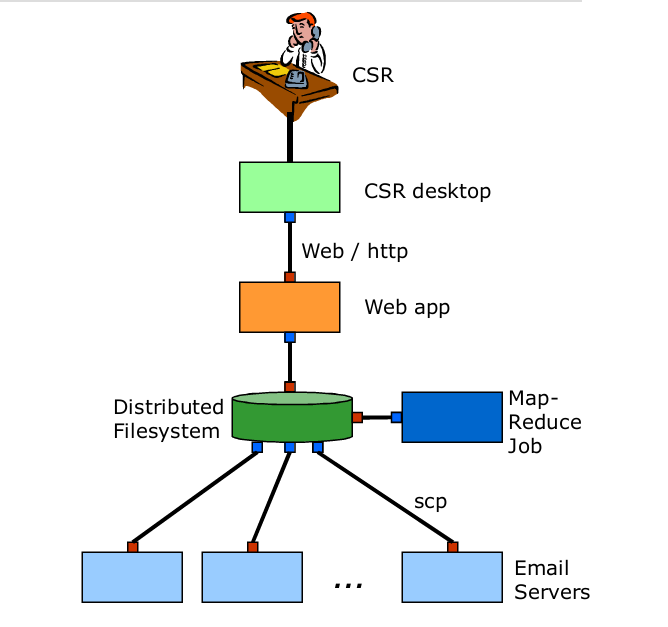 CSR
CSR desktop
Web / http
Web app
Distributed
Filesystem
Map-
Reduce
Job
scp
...
Email
Servers